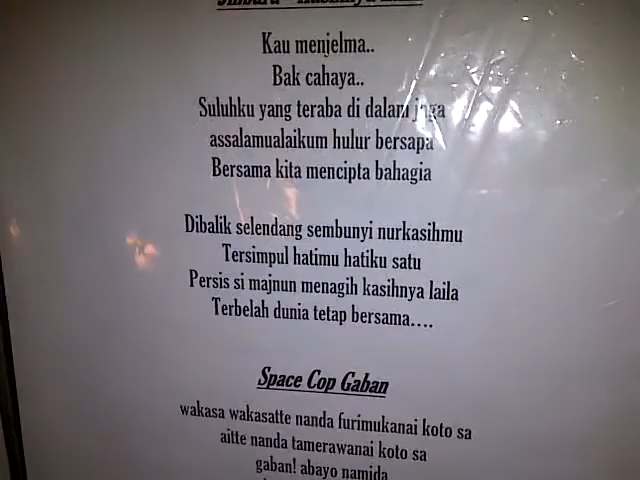 Kau menjelma..
Bak cahaya..
Suluhku yang teraba di dalam jaga
assalamualaikum hulur bersapa
Bersama kita mencipta bahagia
Dibalik selendang sembunyi nurkasihmu
Tersimpul hatimu hatiku satu
Persis si majnun menagih kasihnya laila
Terbelah dunia tetap bersama....
Space Cop Gaban
wakasa wakasatte nanda furimukanai koto sa
aitte nanda tamerawanai koto sa
gaban! abayo namida